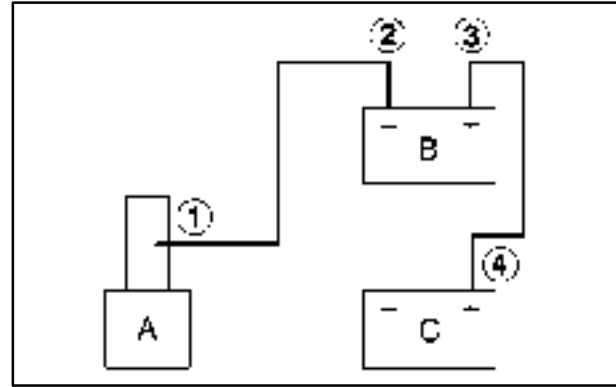 ② ③
− +
B
①
④
− +
A C